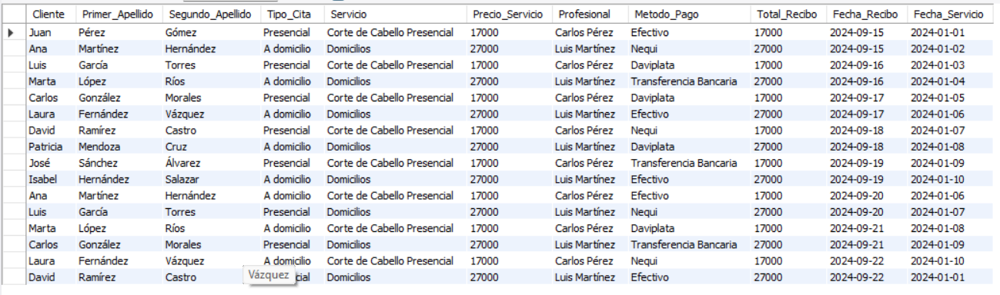 Cliente Primer_Apellido Segundo_Apellido Tipo_Cita Servicio Precio_Servicio Profesional Metodo_Pago Total_Recibo Fecha_Recibo Fecha_Servicio
Juan Pérez Gómez Presencial Corte de Cabello Presencial 17000 Carlos Pérez Efectivo 17000 2024-09-15 2024-01-01
Ana Martínez Hernández A domicilio Domicilios 27000 Luis Martínez Nequi 27000 2024-09-15 2024-01-02
Luis García Torres Presencial Corte de Cabello Presencial 17000 Carlos Pérez Daviplata 17000 2024-09-16 2024-01-03
Marta López Ríos A domicilio Domicilios 27000 Luis Martínez Transferencia Bancaria 27000 2024-09-16 2024-01-04
Carlos González Morales Presencial Corte de Cabello Presencial 17000 Carlos Pérez Daviplata 17000 2024-09-17 2024-01-05
Laura Fernández Vázquez A domicilio Domicilios 27000 Luis Martínez Efectivo 27000 2024-09-17 2024-01-06
David Ramírez Castro Presencial Corte de Cabello Presencial 17000 Carlos Pérez Nequi 17000 2024-09-18 2024-01-07
Patricia Mendoza Cruz A domicilio Domicilios 27000 Luis Martínez Daviplata 27000 2024-09-18 2024-01-08
José Sánchez Álvarez Presencial Corte de Cabello Presencial 17000 Carlos Pérez Transferencia Bancaria 17000 2024-09-19 2024-01-09
Isabel Hernández Salazar A domicilio Domicilios 27000 Luis Martínez Efectivo 27000 2024-09-19 2024-01-10
Ana Martínez Hernández A domicilio Corte de Cabello Presencial 17000 Carlos Pérez Efectivo 17000 2024-09-20 2024-01-06
Luis García Torres Presencial Domicilios 27000 Luis Martínez Nequi 27000 2024-09-20 2024-01-07
Marta López Ríos A domicilio Corte de Cabello Presencial 17000 Carlos Pérez Daviplata 17000 2024-09-21 2024-01-08
Carlos González Morales Presencial Domicilios 27000 Luis Martínez Transferencia Bancaria 27000 2024-09-21 2024-01-09
Laura Fernández Vázquez A domicilio Corte de Cabello Presencial 17000 Carlos Pérez Nequi 17000 2024-09-22 2024-01-10
David Ramírez Castro Vázquez cial Domicilios 27000 Luis Martínez Efectivo 27000 2024-09-22 2024-01-01